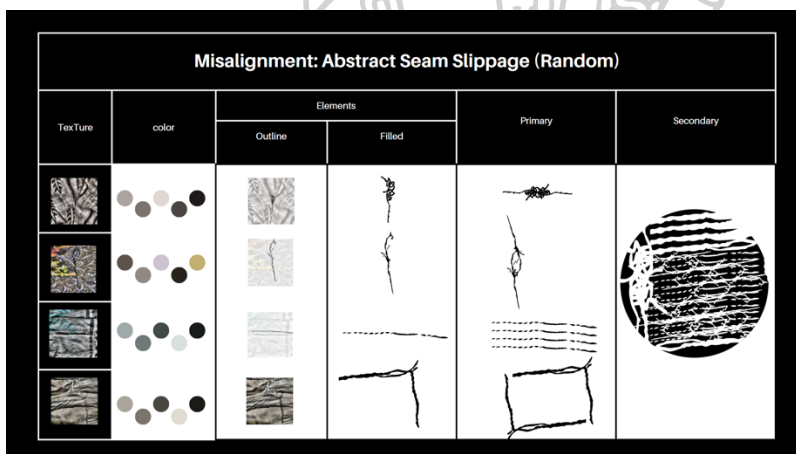 Misalignment: Abstract Seam Slippage (Random)
TexTure
color
Elements
Outline
Filled
Primary
Secondary